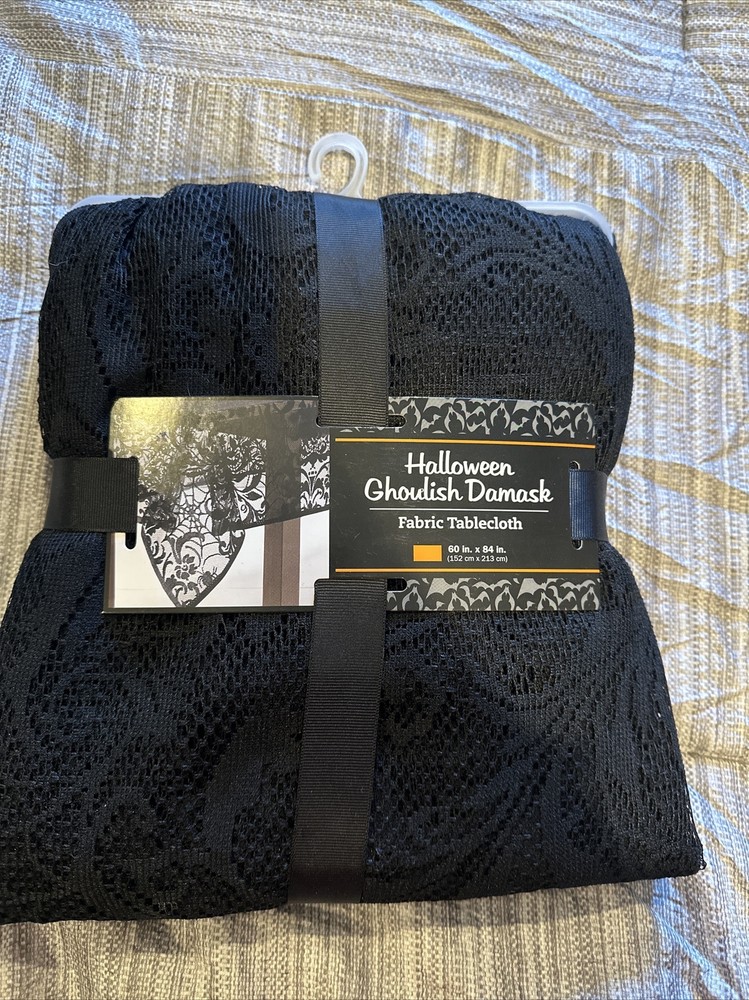 Halloween
Ghoulish Damask
Fabric Tablecloth
60 in. x 84 in.
(152 cm x 213 cm)